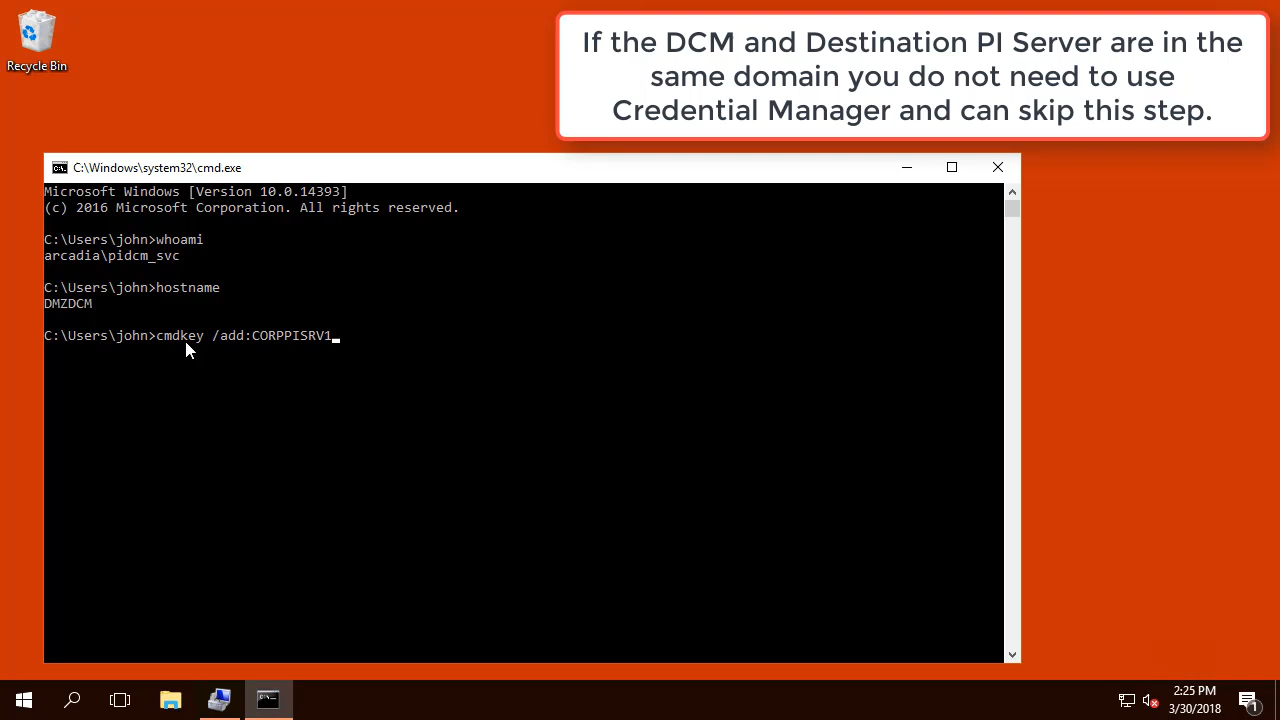 Recycle Bin
If the DCM and Destination PI Server are in the
same domain you do not need to use
Credential Manager and can skip this step.
C:\Windows\system32\cmd.exe
Microsoft Windows [Version 10.0.14393]
(c) 2016 Microsoft Corporation. All rights reserved.
C:\Users\john>whoami
arcadia\pidcm_svc
C:\Users\john>hostname
DMZDCM
C:\Users\john>cmdkey /add:CORPPISRV1
2:25 PM
3/30/2018
1